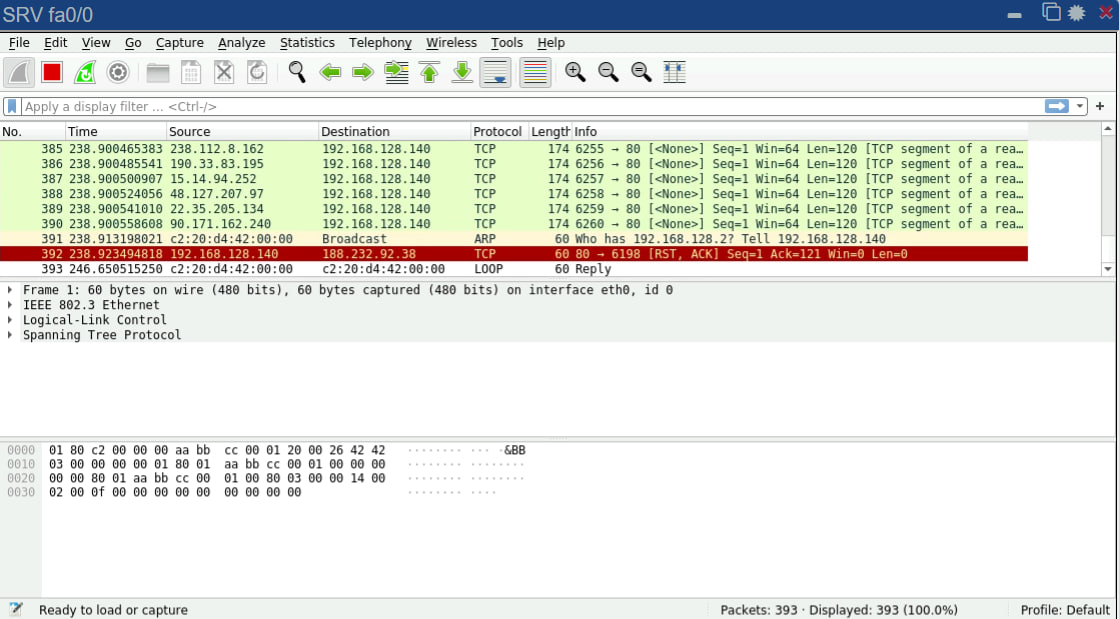 SRV fa0/0
File Edit View Go Capture Analyze Statistics Telephony Wireless Tools Help
Apply a display filter ... <Ctrl-/>
No. Time Source Destination Protocol Length Info
385 238.900465383 238.112.8.162 192.168.128.140 TCP 174 6255 → 80 [<None>] Seq=1 Win=64 Len=120 [TCP segment of a rea…
386 238.900485541 190.33.83.195 192.168.128.140 TCP 174 6256 → 80 [<None>] Seq=1 Win=64 Len=120 [TCP segment of a rea…
387 238.900500907 15.14.94.252 192.168.128.140 TCP 174 6257 → 80 [<None>] Seq=1 Win=64 Len=120 [TCP segment of a rea…
388 238.900524056 48.127.207.97 192.168.128.140 TCP 174 6258 → 80 [<None>] Seq=1 Win=64 Len=120 [TCP segment of a rea…
389 238.900541010 22.35.205.134 192.168.128.140 TCP 174 6259 → 80 [<None>] Seq=1 Win=64 Len=120 [TCP segment of a rea…
390 238.900558608 90.171.162.240 192.168.128.140 TCP 174 6260 → 80 [<None>] Seq=1 Win=64 Len=120 [TCP segment of a rea…
391 238.913198021 c2:20:d4:42:00:00 Broadcast ARP 60 Who has 192.168.128.2? Tell 192.168.128.140
392 238.923494818 192.168.128.140 188.232.92.38 TCP 60 80 → 6198 [RST, ACK] Seq=1 Ack=121 Win=0 Len=0
393 246.650515250 c2:20:d4:42:00:00 c2:20:d4:42:00:00 LOOP 60 Reply
Frame 1: 60 bytes on wire (480 bits), 60 bytes captured (480 bits) on interface eth0, id 0
IEEE 802.3 Ethernet
Logical-Link Control
Spanning Tree Protocol
0000 01 80 c2 00 00 00 aa bb cc 00 01 20 00 26 42 42 ········ ··· ·&BB
0010 03 00 00 00 00 01 80 01 aa bb cc 00 01 00 00 00 ········ ········
0020 00 00 80 01 aa bb cc 00 01 00 80 03 00 00 14 00 ········ ········
0030 02 00 0f 00 00 00 00 00 00 00 00 00 ········ ····
Ready to load or capture Packets: 393 · Displayed: 393 (100.0%) Profile: Default